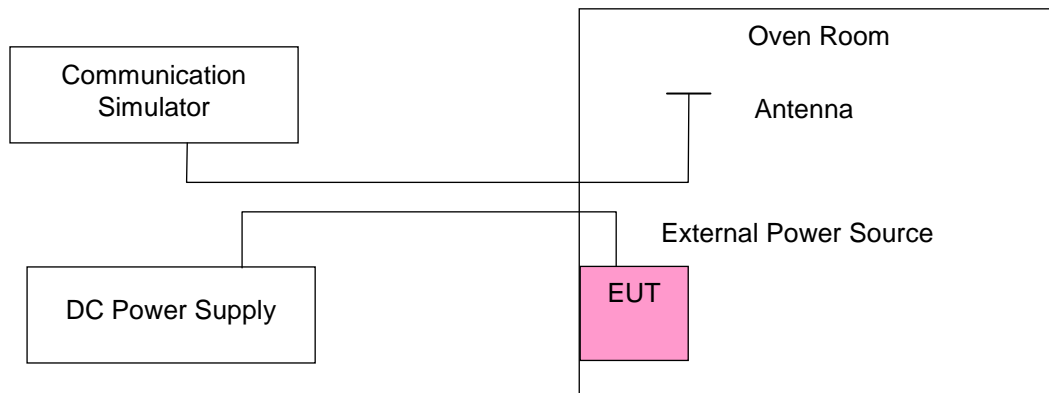 Oven Room
Communication
Simulator
Antenna
External Power Source
EUT
DC Power Supply